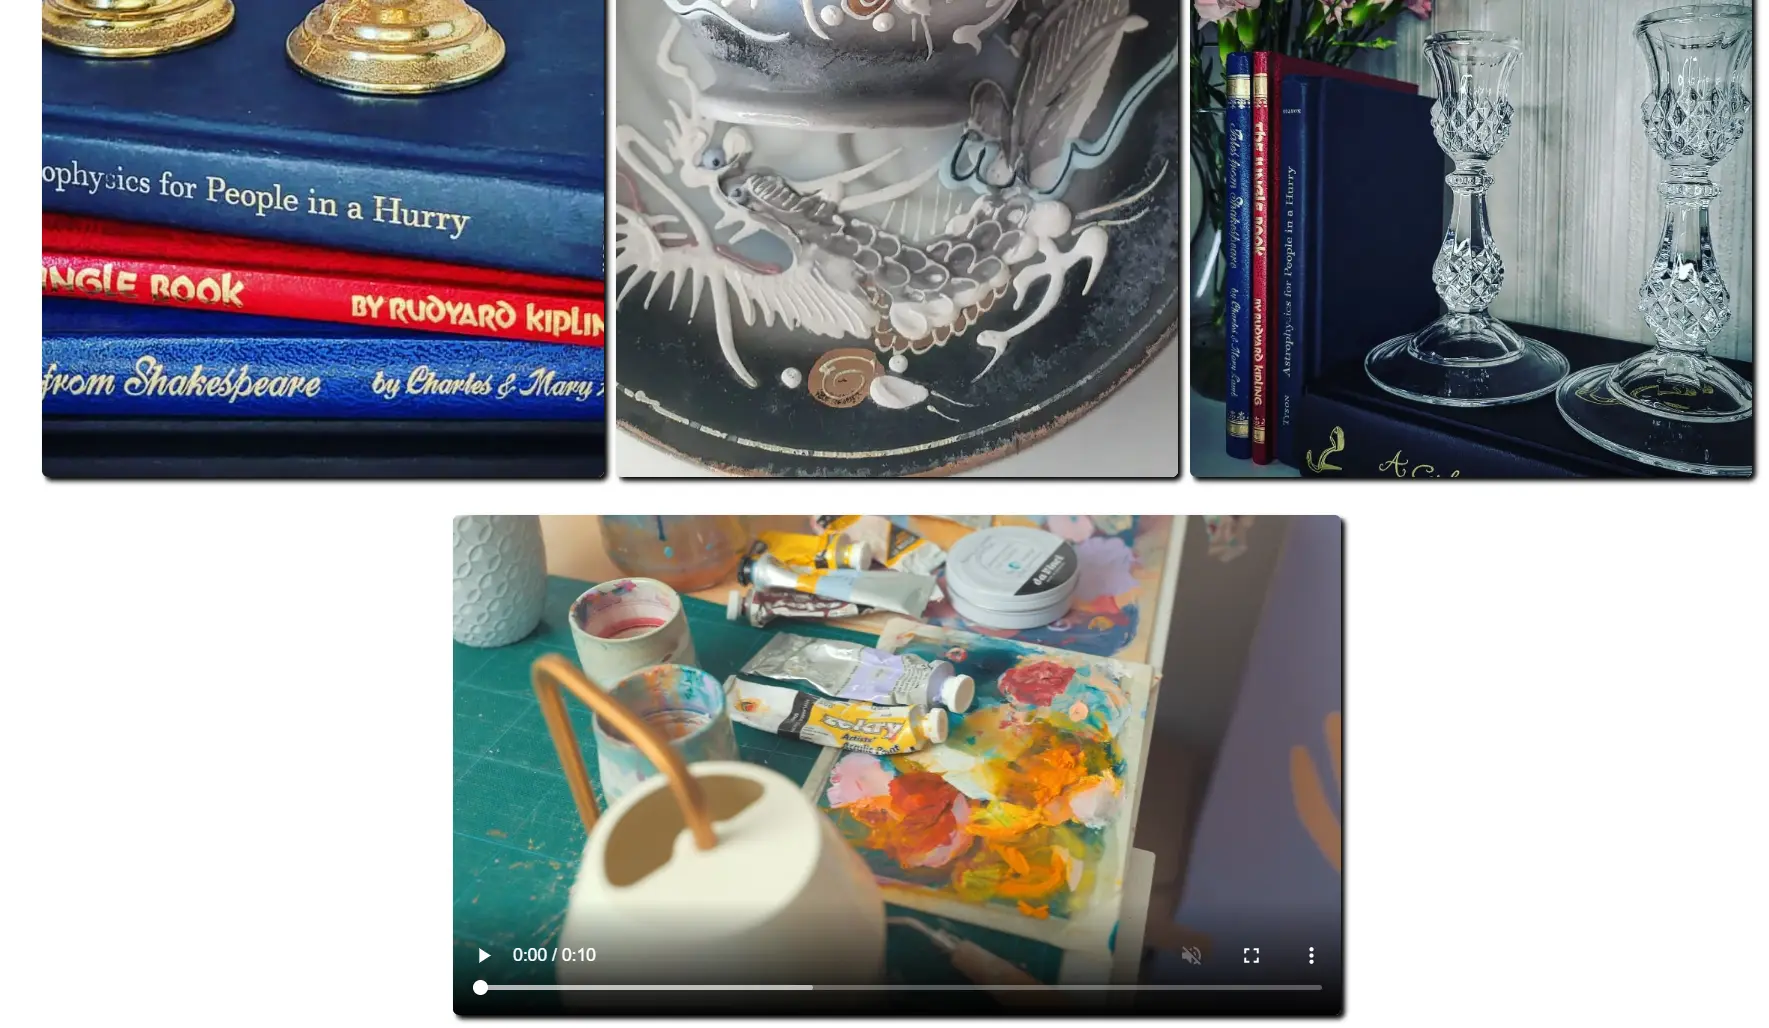 ophysics for People in a Hurry
NGLE BOOK BY RUDYARD KIPLIN
from Shakespeare by Charles & Mary
Tales from Shakespeare by Charles & Mary Lamb
The Jungle Book BY RUDYARD KIPLING
TYSON Astrophysics for People in a Hurry
A
da Vinci
Artists'
Acrylic Paint
0:00 / 0:10